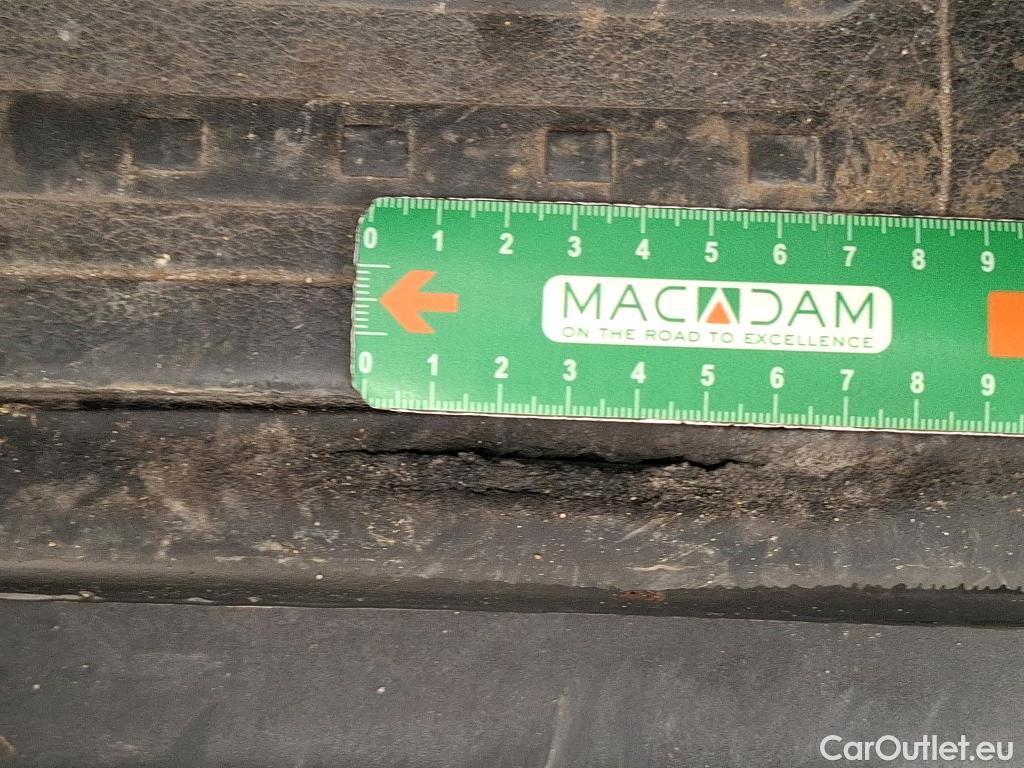 0 1 2 3 4 5 6 7 8 9
MACADAM
ON THE ROAD TO EXCELLENCE
0 1 2 3 4 5 6 7 8 9
CarOutlet.eu